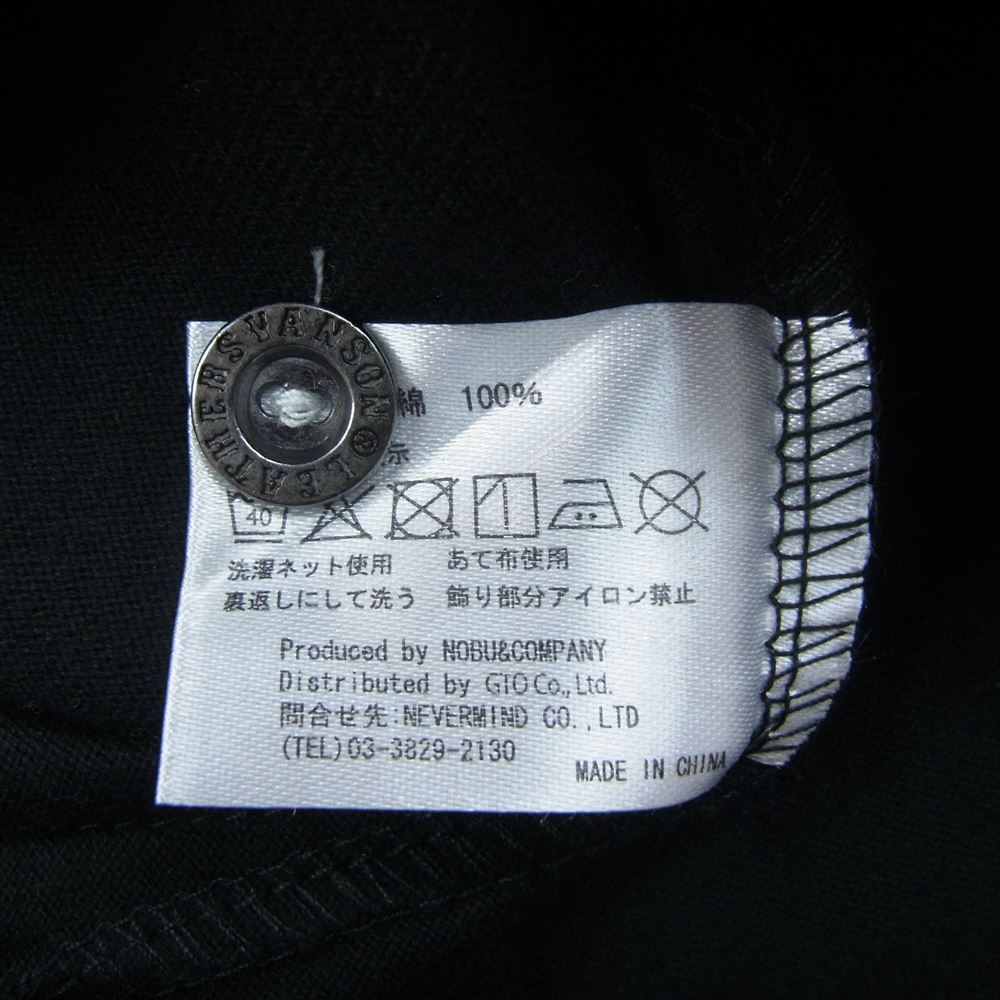 VANSON LEATHERS
綿 100%
示
40
洗濯ネット使用 あて布使用
裏返しにして洗う 飾り部分アイロン禁止
Produced by NOBU&COMPANY
Distributed by GIO Co., Ltd.
問合せ先:NEVERMIND CO., LTD
(TEL)03-3829-2130
MADE IN CHINA